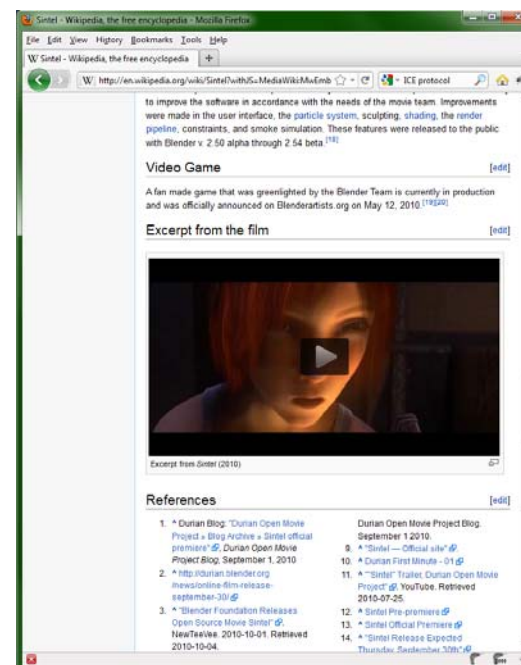 Sintel - Wikipedia, the free encyclopedia - Mozilla Firefox
File Edit View History Bookmarks Tools Help
W Sintel - Wikipedia, the free encyclopedia +
W http://en.wikipedia.org/wiki/Sintel?withJS=MediaWiki:MwEmb ICE protocol
to improve the software in accordance with the needs of the movie team. Improvements
were made in the user interface, the particle system, sculpting, shading, the render
pipeline, constraints, and smoke simulation. These features were released to the public
with Blender v. 2.50 alpha through 2.54 beta.[18]
Video Game [edit]
A fan made game that was greenlighted by the Blender Team is currently in production
and was officially announced on Blenderartists.org on May 12, 2010.[19][20]
Excerpt from the film [edit]
Excerpt from Sintel (2010)
References [edit]
1. ^ Durian Blog: "Durian Open Movie
Project » Blog Archive » Sintel official
premiere", Durian Open Movie
Project Blog, September 1, 2010
2. ^ http://durian.blender.org
/news/online-film-release-
september-30/
3. ^ "Blender Foundation Releases
Open Source Movie Sintel".
NewTeeVee. 2010-10-01. Retrieved
2010-10-04.
Durian Open Movie Project Blog.
September 1 2010.
9. ^ "Sintel — Official site".
10. ^ Durian First Minute - 01
11. ^ ""Sintel" Trailer, Durian Open Movie
Project". YouTube. Retrieved
2010-07-25.
12. ^ Sintel Pre-premiere
13. ^ Sintel Official Premiere
14. ^ "Sintel Release Expected
Thursday, September 30th"